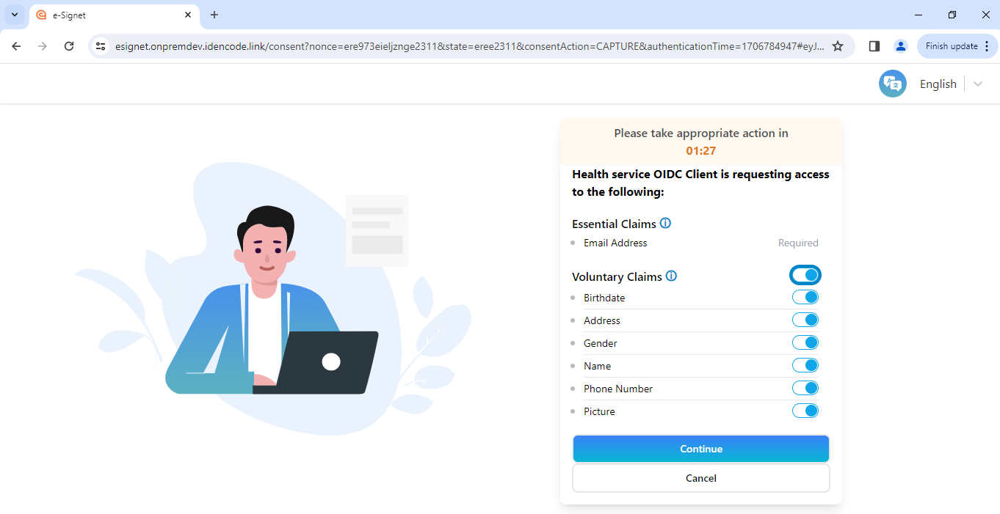 e-Signet
esignet.onpremdev.idencode.link/consent?nonce=ere973eieljznge2311&state=eree2311&consentAction=CAPTURE&authenticationTime=1706784947#eyJ...
Finish update
English
Please take appropriate action in
01:27
Health service OIDC Client is requesting access
to the following:
Essential Claims
Email Address Required
Voluntary Claims
Birthdate
Address
Gender
Name
Phone Number
Picture
Continue
Cancel